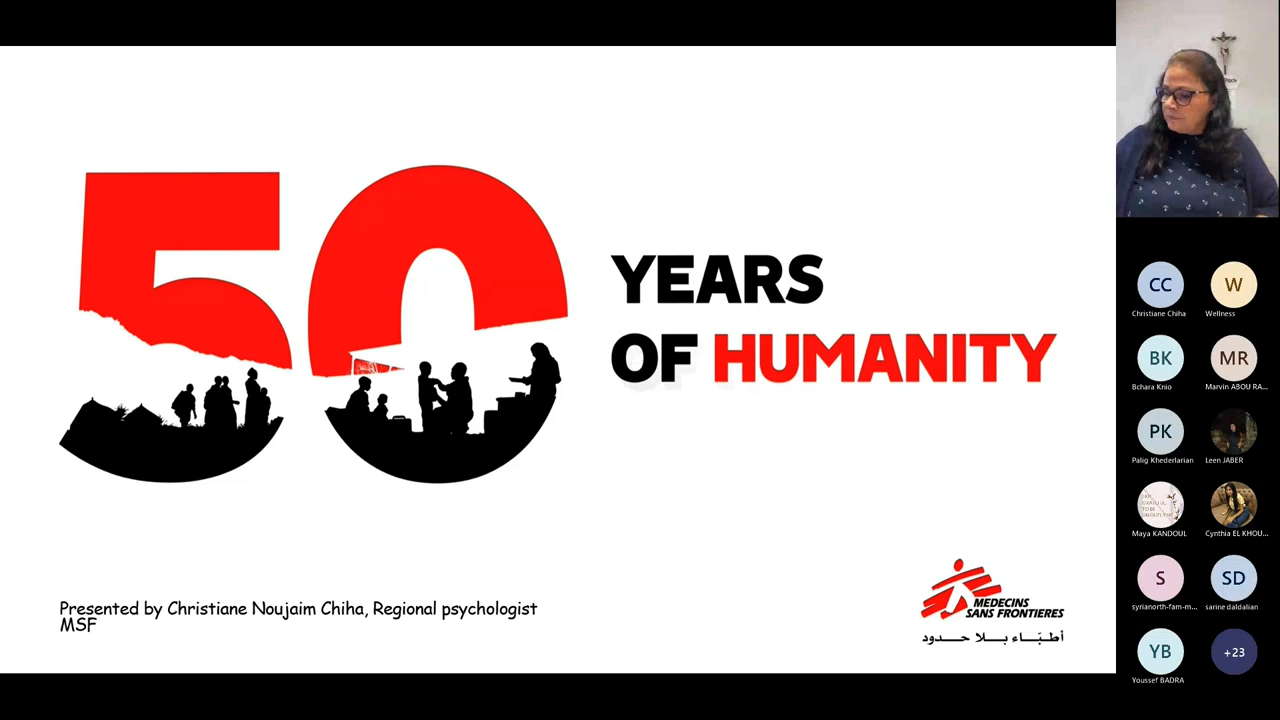 50
YEARS
OF HUMANITY
Presented by Christiane Noujaim Chiha, Regional psychologist
MSF
MEDECINS
SANS FRONTIERES
أطبّاء بلا حدود
CC
Christiane Chiha
W
Wellness
BK
Bchara Knio
MR
Marvin ABOU RA...
PK
Palig Khederlarian
Leen JABER
Maya KANDOUL
Cynthia EL KHOU...
S
syrianorth-fam-m...
SD
sarine daldalian
YB
Youssef BADRA
+23